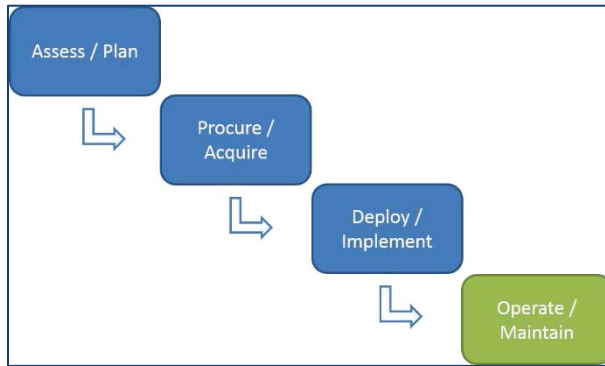 Assess / Plan
Procure /
Acquire
Deploy /
Implement
Operate /
Maintain